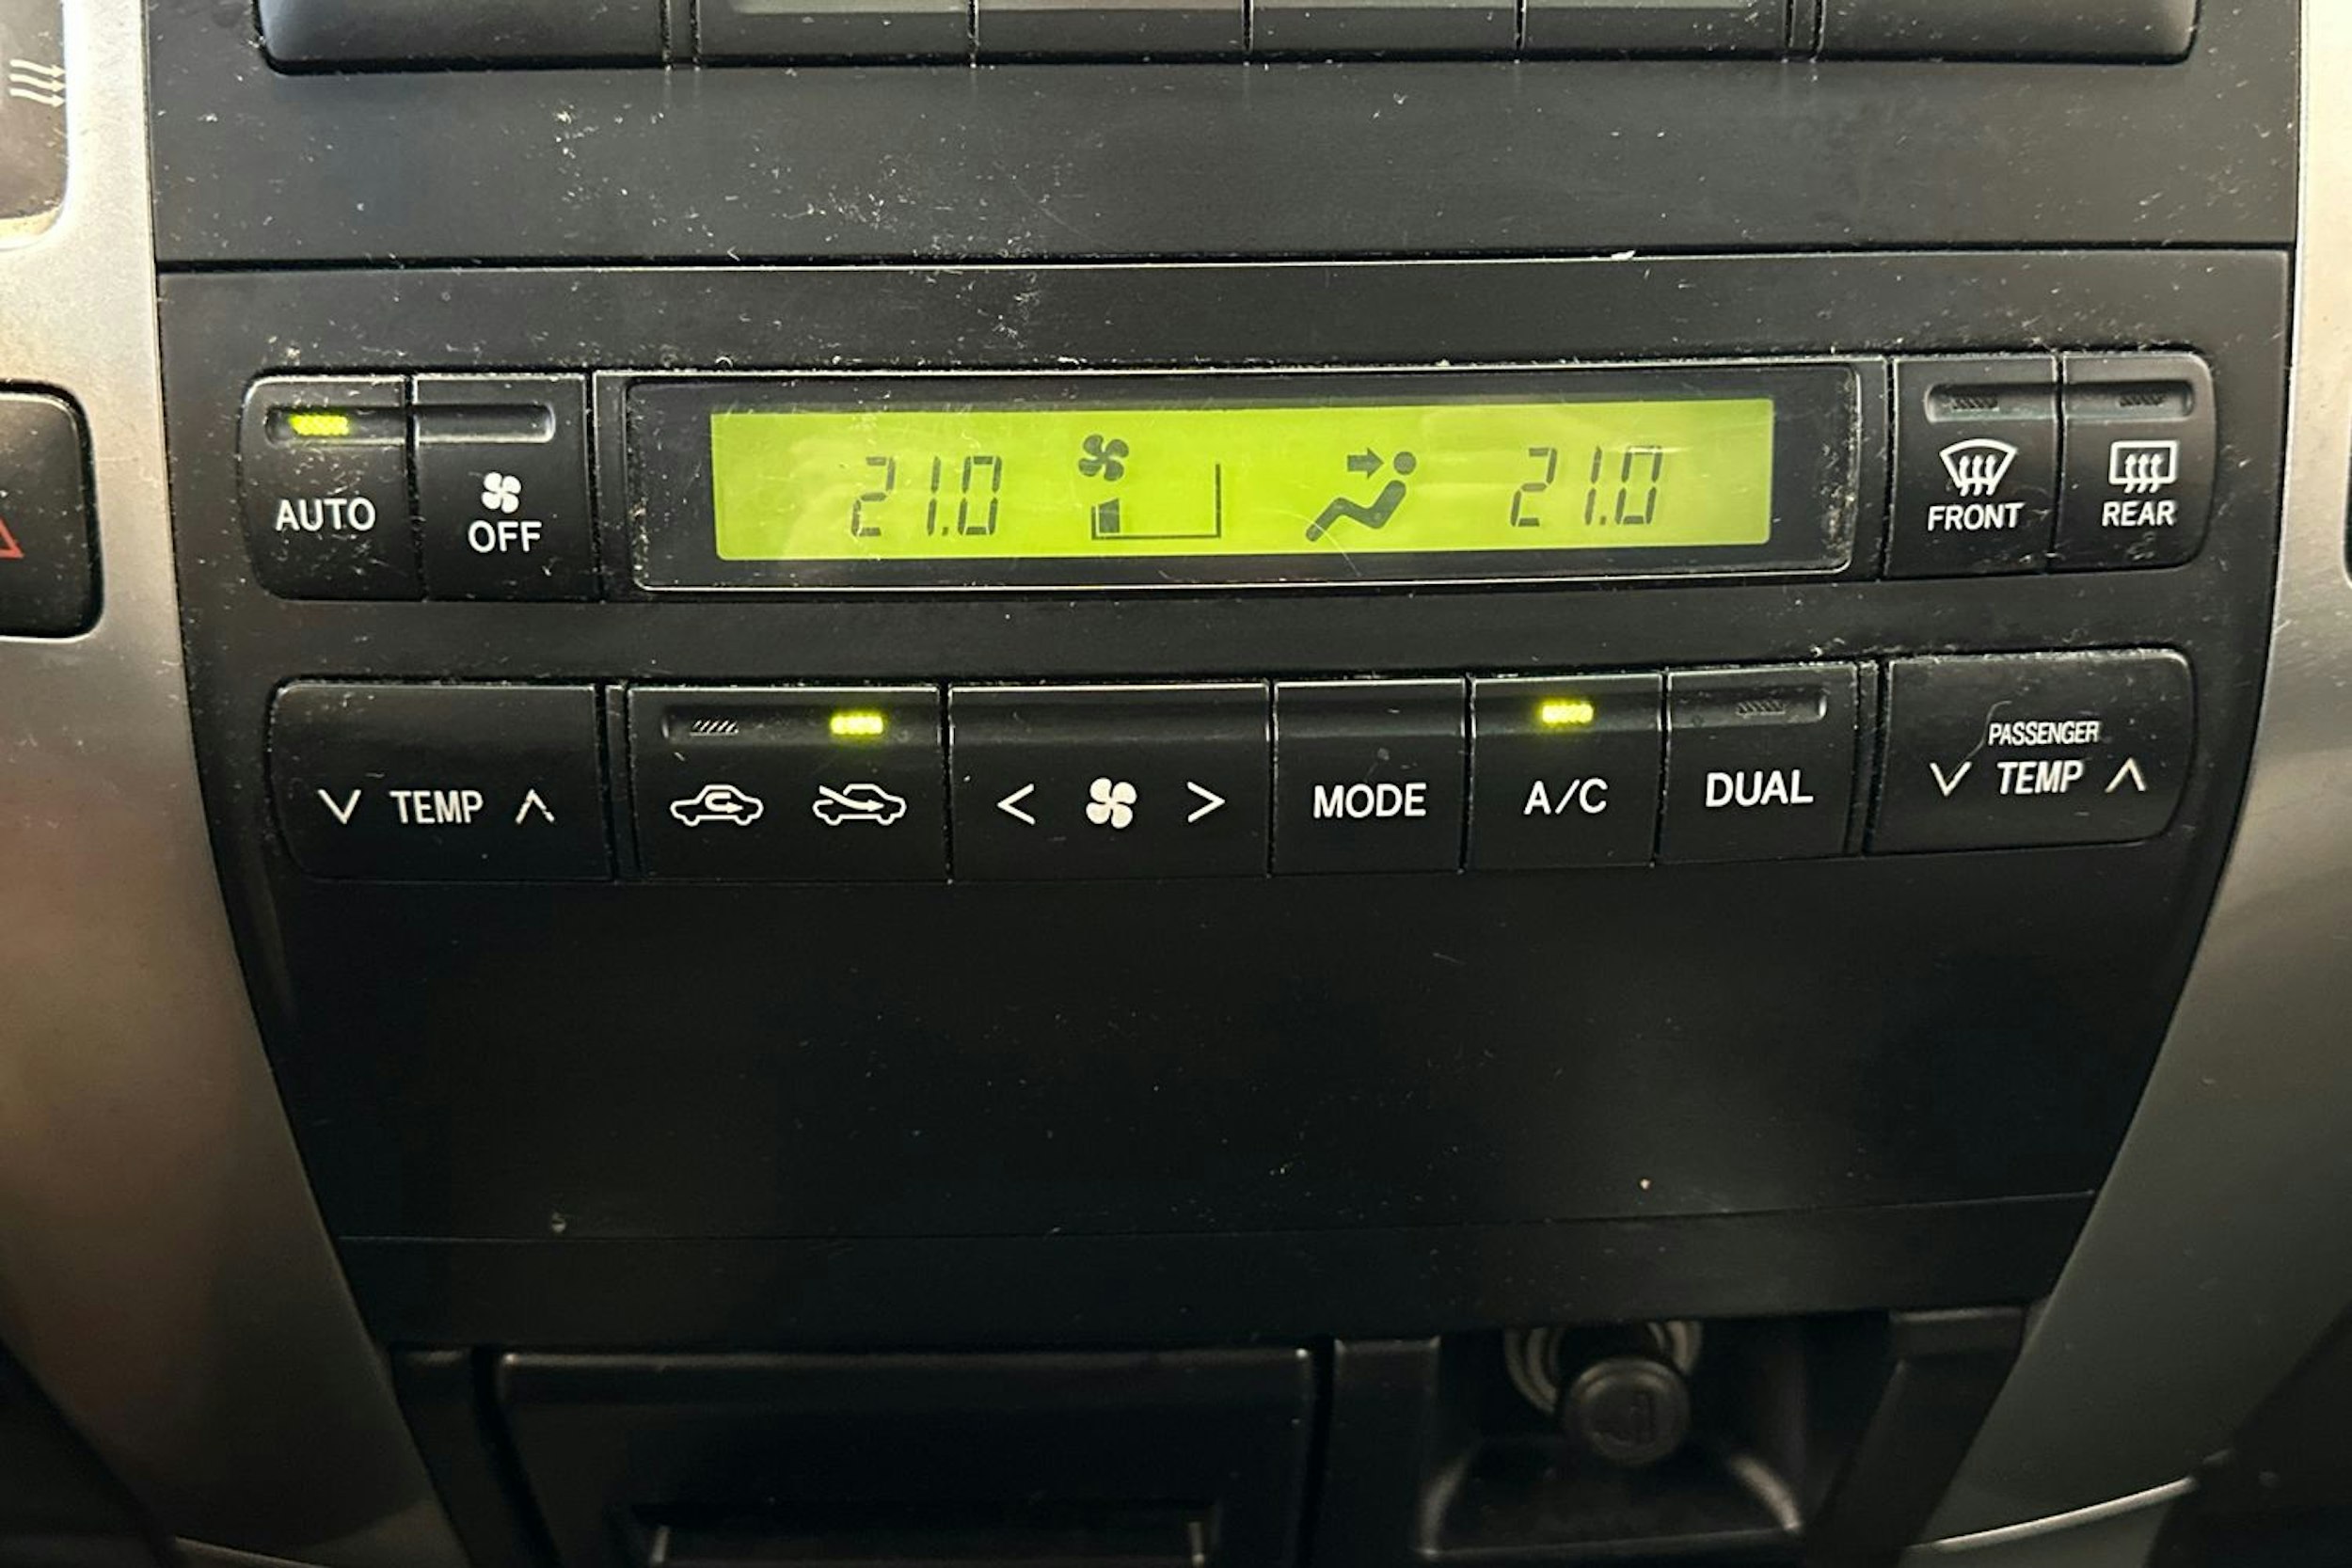 AUTO
OFF
21.0
21.0
FRONT
REAR
TEMP
MODE
A/C
DUAL
PASSENGER
TEMP